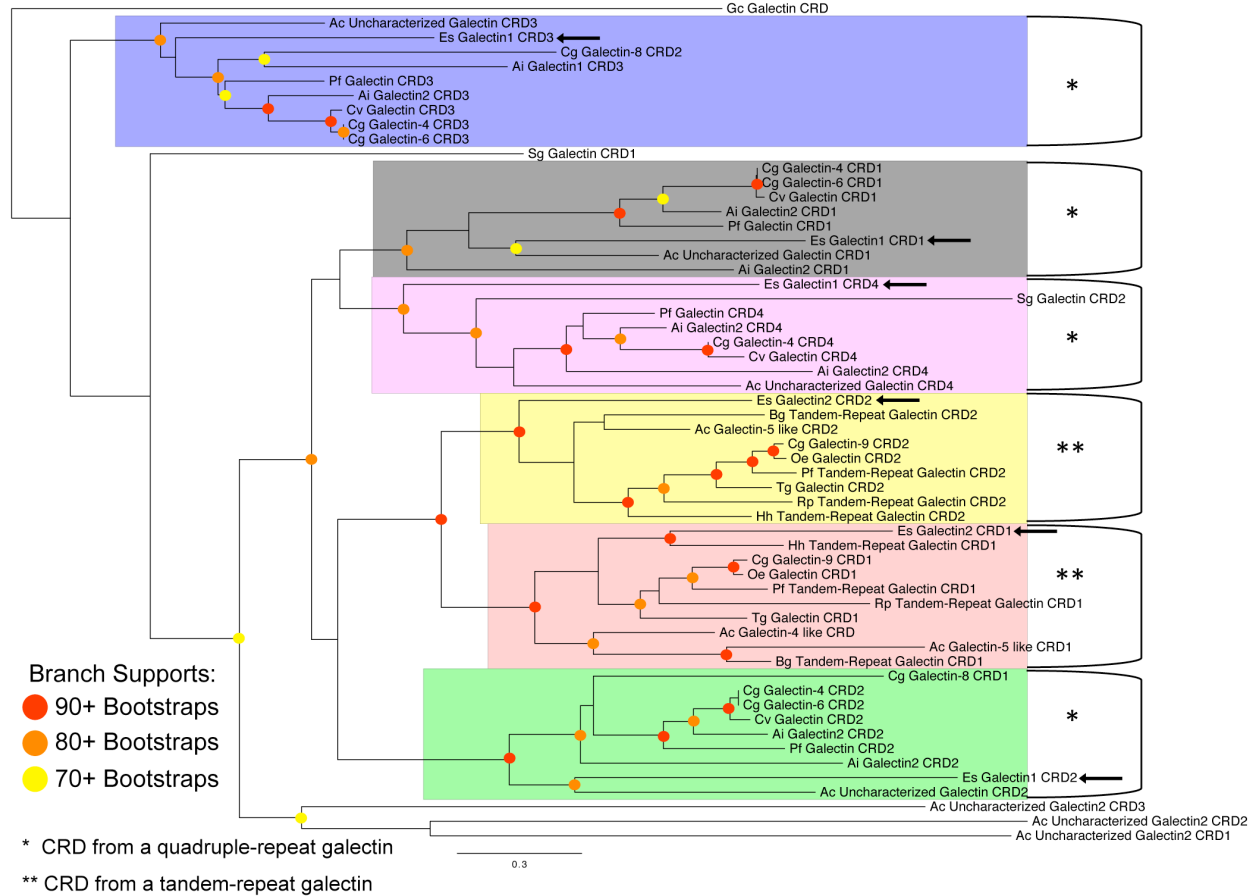 Gc Galectin CRD
Ac Uncharacterized Galectin CRD3
Es Galectin1 CRD3
Cg Galectin-8 CRD2
Ai Galectin1 CRD3
Pf Galectin CRD3
Ai Galectin2 CRD3
Cv Galectin CRD3
Cg Galectin-4 CRD3
Cg Galectin-6 CRD3
*
Sg Galectin CRD1
Cg Galectin-4 CRD1
Cg Galectin-6 CRD1
Cv Galectin CRD1
Ai Galectin2 CRD1
Pf Galectin CRD1
Es Galectin1 CRD1
Ac Uncharacterized Galectin CRD1
Ai Galectin2 CRD1
*
Es Galectin1 CRD4
Sg Galectin CRD2
Pf Galectin CRD4
Ai Galectin2 CRD4
Cg Galectin-4 CRD4
Cv Galectin CRD4
Ai Galectin2 CRD4
Ac Uncharacterized Galectin CRD4
*
Es Galectin2 CRD2
Bg Tandem-Repeat Galectin CRD2
Ac Galectin-5 like CRD2
Cg Galectin-9 CRD2
Oe Galectin CRD2
Pf Tandem-Repeat Galectin CRD2
Tg Galectin CRD2
Rp Tandem-Repeat Galectin CRD2
Hh Tandem-Repeat Galectin CRD2
**
Es Galectin2 CRD1
Hh Tandem-Repeat Galectin CRD1
Cg Galectin-9 CRD1
Oe Galectin CRD1
Pf Tandem-Repeat Galectin CRD1
Rp Tandem-Repeat Galectin CRD1
Tg Galectin CRD1
Ac Galectin-4 like CRD
Ac Galectin-5 like CRD1
Bg Tandem-Repeat Galectin CRD1
**
Cg Galectin-8 CRD1
Cg Galectin-4 CRD2
Cg Galectin-6 CRD2
Cv Galectin CRD2
Ai Galectin2 CRD2
Pf Galectin CRD2
Ai Galectin2 CRD2
Es Galectin1 CRD2
Ac Uncharacterized Galectin CRD2
*
Ac Uncharacterized Galectin2 CRD3
Ac Uncharacterized Galectin2 CRD2
Ac Uncharacterized Galectin2 CRD1
0.3
Branch Supports:
90+ Bootstraps
80+ Bootstraps
70+ Bootstraps
* CRD from a quadruple-repeat galectin
** CRD from a tandem-repeat galectin